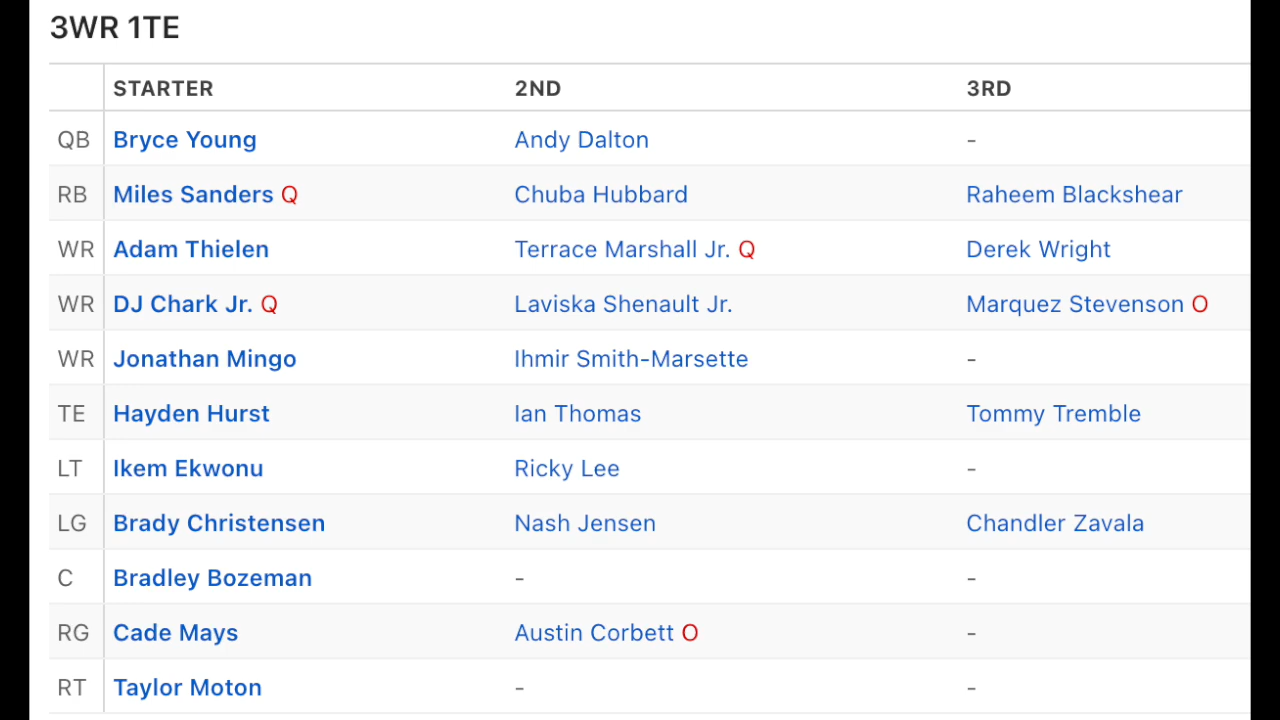 3WR 1TE
STARTER 2ND 3RD
QB Bryce Young Andy Dalton -
RB Miles Sanders Q Chuba Hubbard Raheem Blackshear
WR Adam Thielen Terrace Marshall Jr. Q Derek Wright
WR DJ Chark Jr. Q Laviska Shenault Jr. Marquez Stevenson O
WR Jonathan Mingo Ihmir Smith-Marsette -
TE Hayden Hurst Ian Thomas Tommy Tremble
LT Ikem Ekwonu Ricky Lee -
LG Brady Christensen Nash Jensen Chandler Zavala
C Bradley Bozeman - -
RG Cade Mays Austin Corbett O -
RT Taylor Moton - -